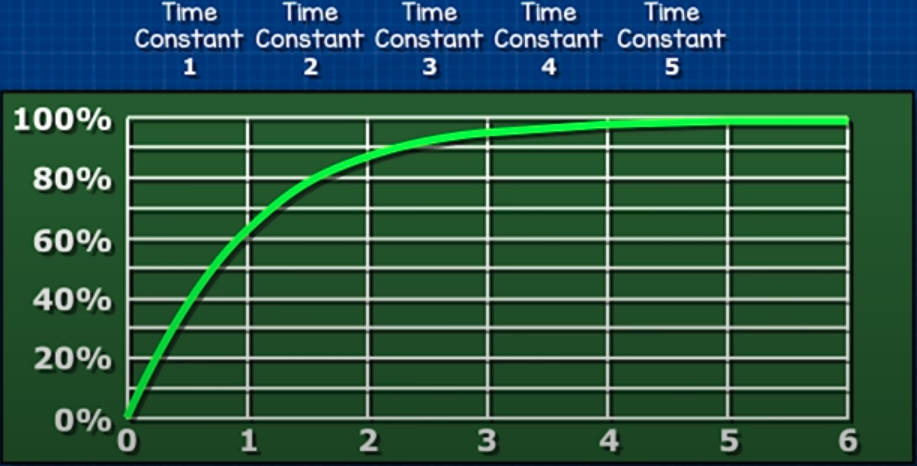 Time Time Time Time Time
Constant Constant Constant Constant Constant
1 2 3 4 5
100%
80%
60%
40%
20%
0%
0 1 2 3 4 5 6